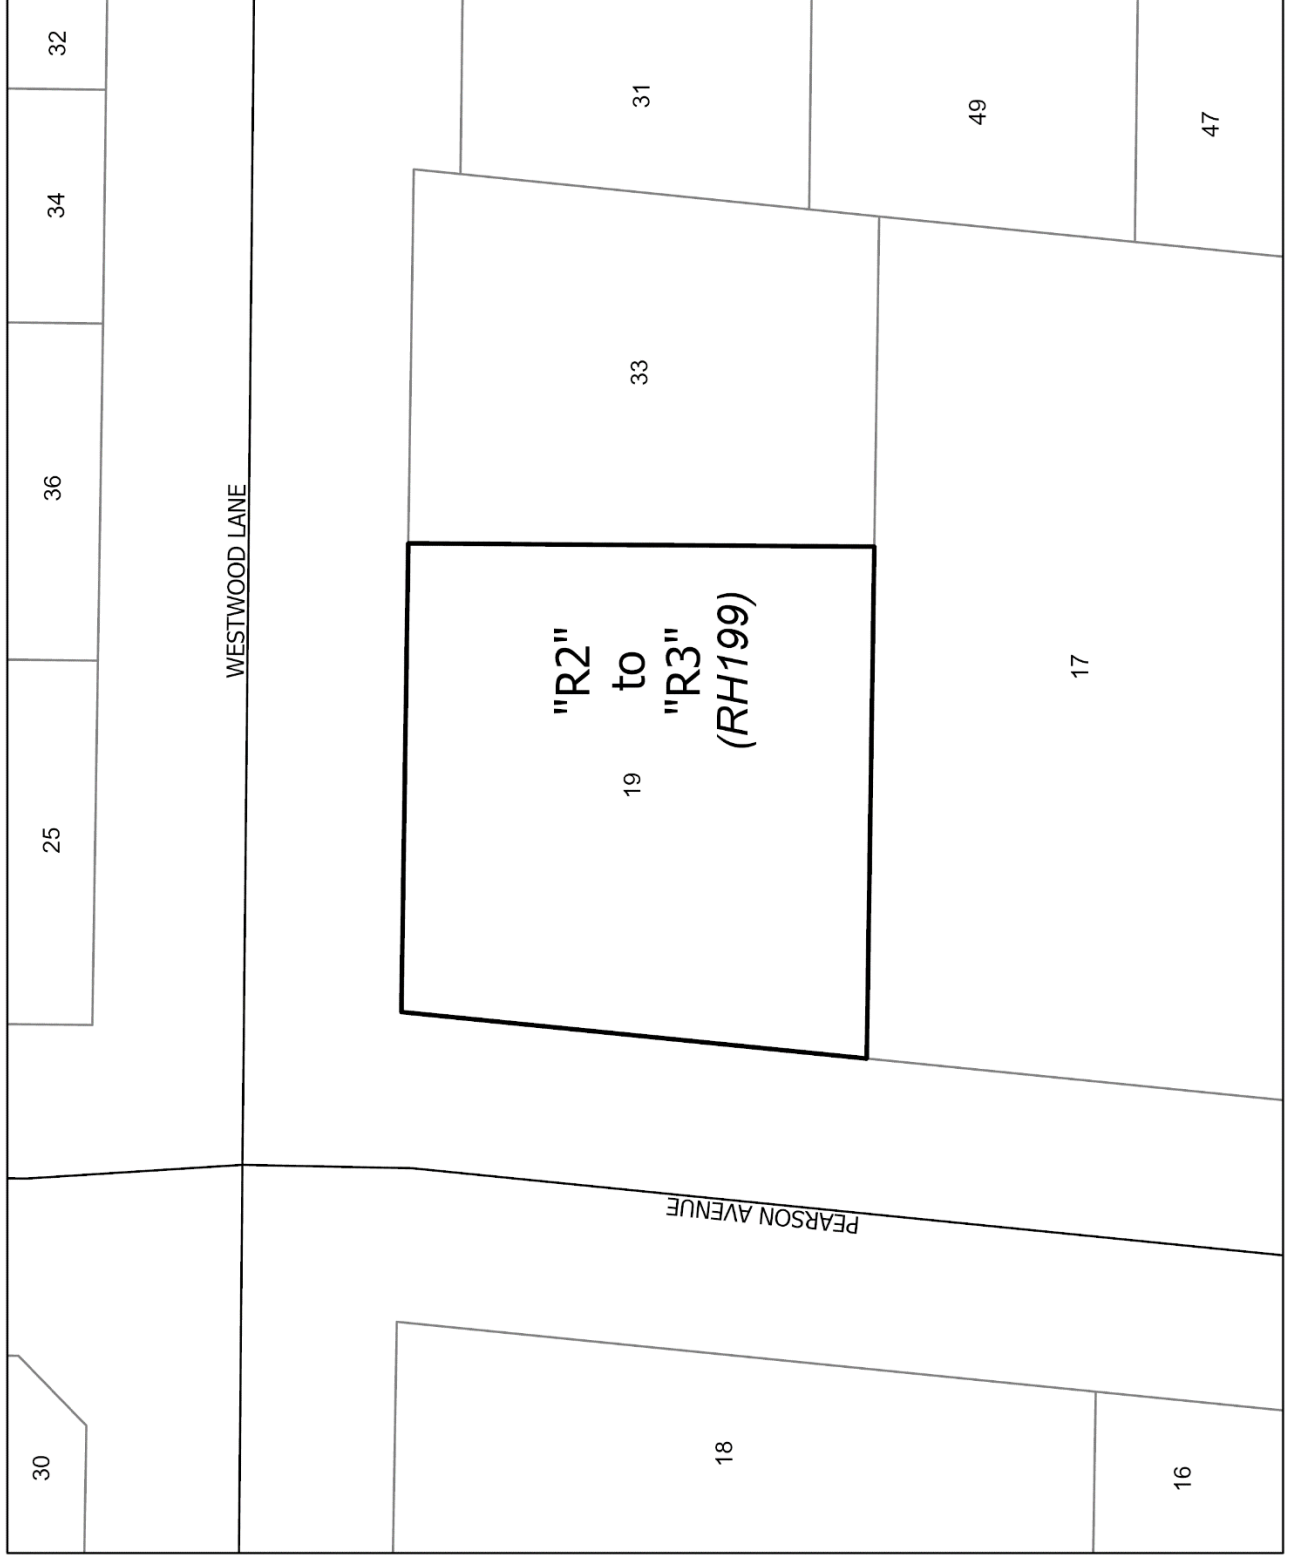 32
34
36
25
30
WESTWOOD LANE
31
49
47
33
"R2"
to
"R3"
(RH199)
19
17
PEARSON AVENUE
18
16